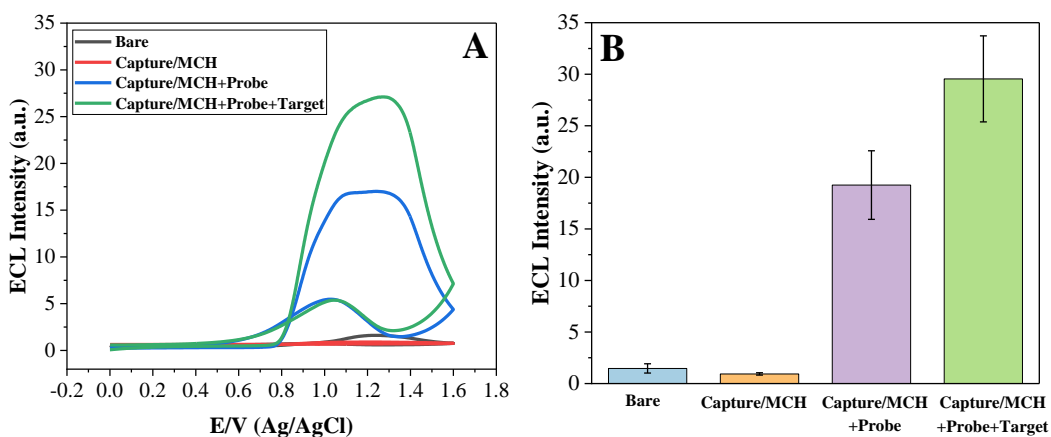 A
Bare
Capture/MCH
Capture/MCH+Probe
Capture/MCH+Probe+Target
ECL Intensity (a.u.)
35
30
25
20
15
10
5
0
-0.2 0.0 0.2 0.4 0.6 0.8 1.0 1.2 1.4 1.6 1.8
E/V (Ag/AgCl)
B
ECL Intensity (a.u.)
35
30
25
20
15
10
5
0
Bare
Capture/MCH
Capture/MCH
+Probe
Capture/MCH
+Probe+Target